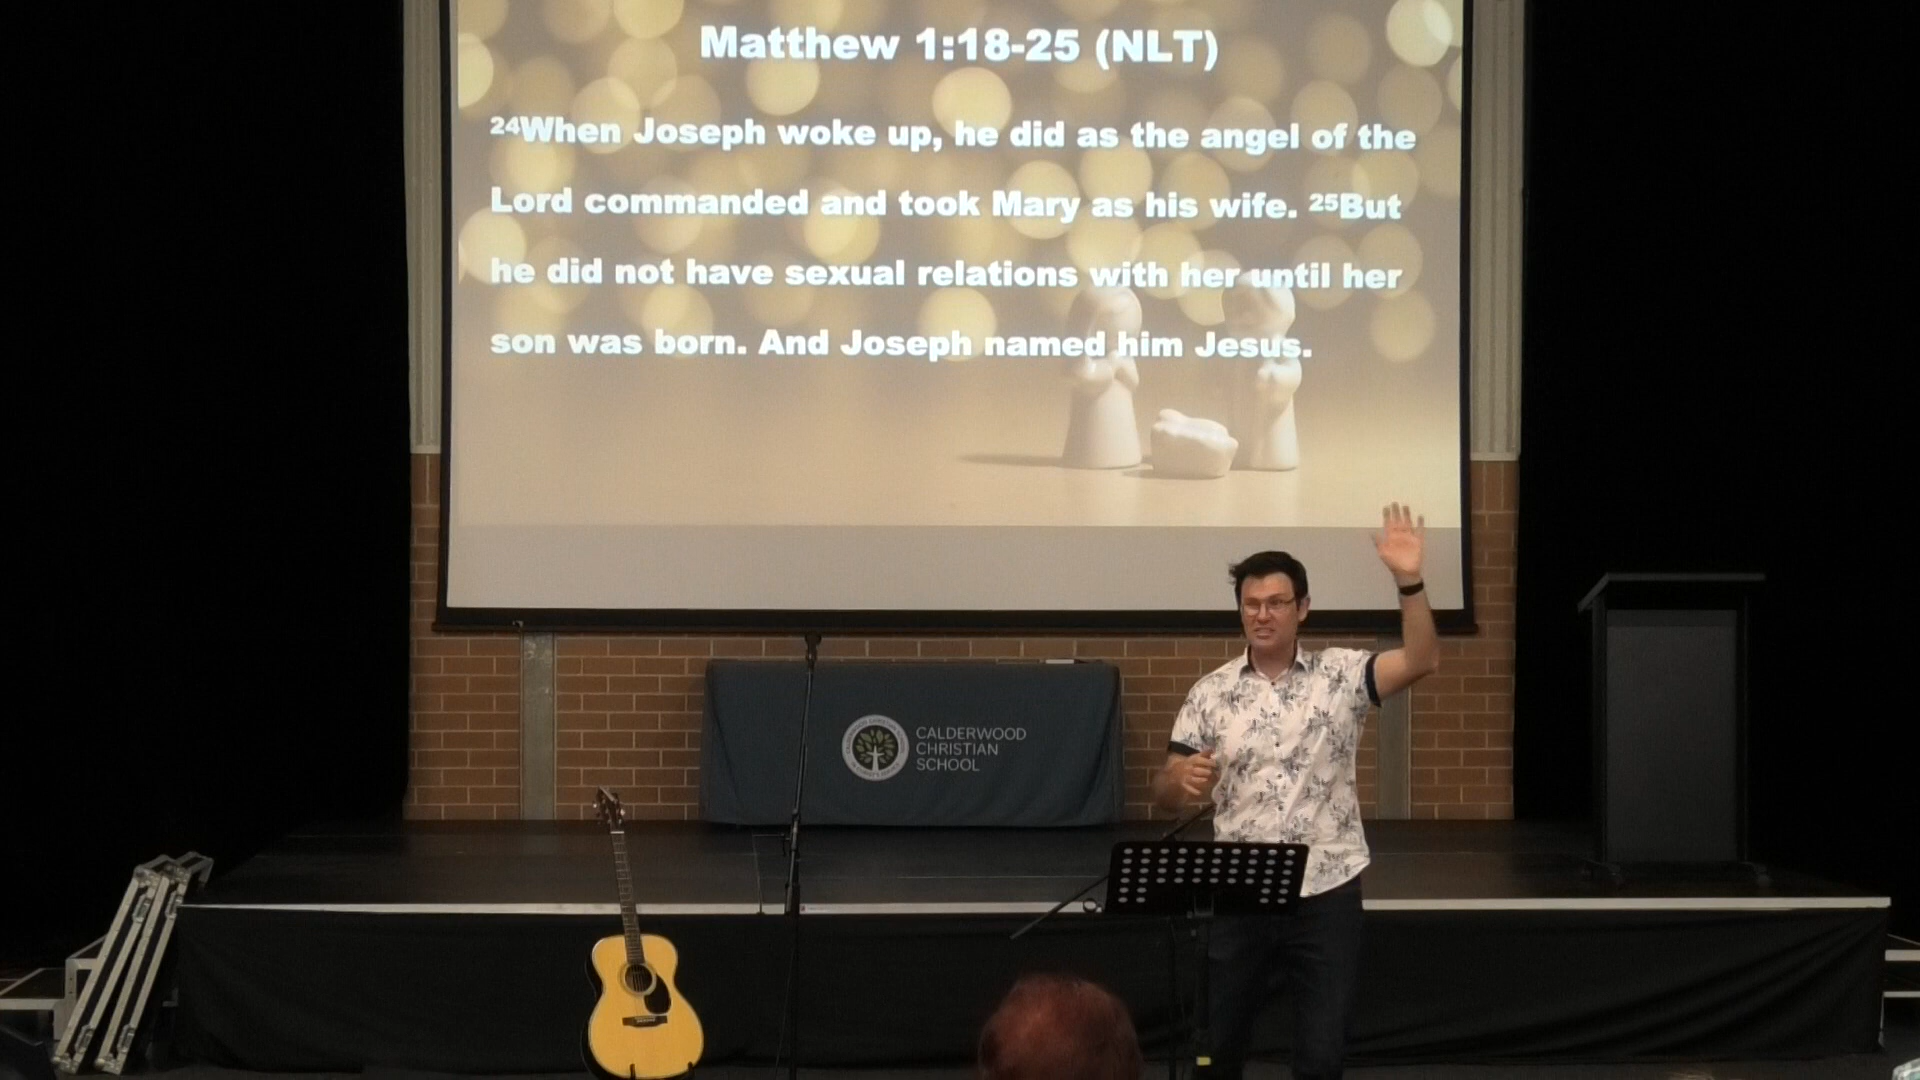 Matthew 1:18-25 (NLT)
²⁴When Joseph woke up, he did as the angel of the
Lord commanded and took Mary as his wife. ²⁵But
he did not have sexual relations with her until her
son was born. And Joseph named him Jesus.
CALDERWOOD
CHRISTIAN
SCHOOL